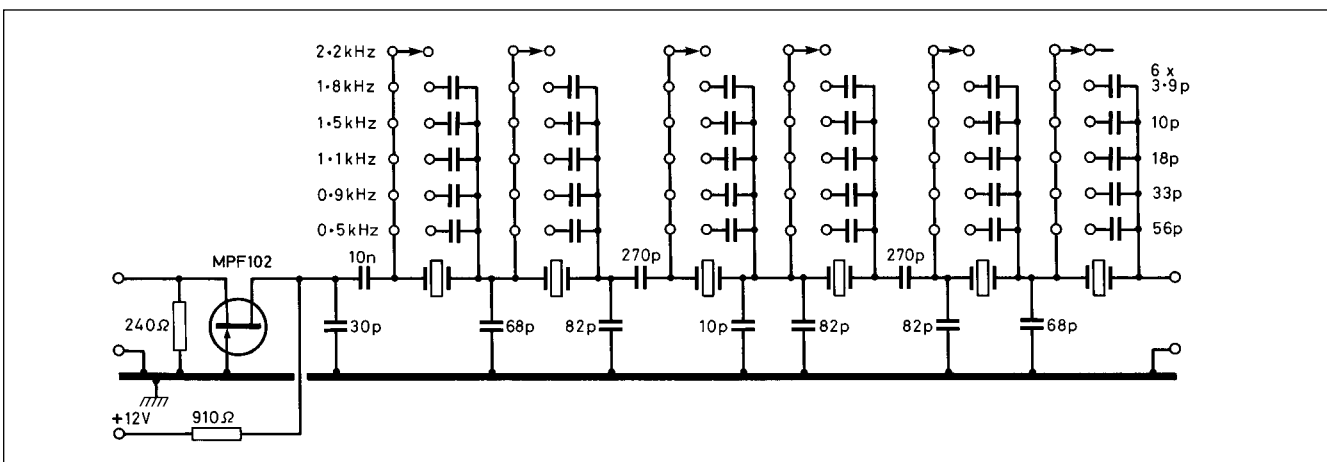 2·2kHz
1·8kHz
1·5kHz
1·1kHz
0·9kHz
0·5kHz
6 x
3·9p
10p
18p
33p
56p
10n
270p
270p
MPF102
240Ω
30p
68p
82p
10p
82p
82p
68p
+12V
910Ω